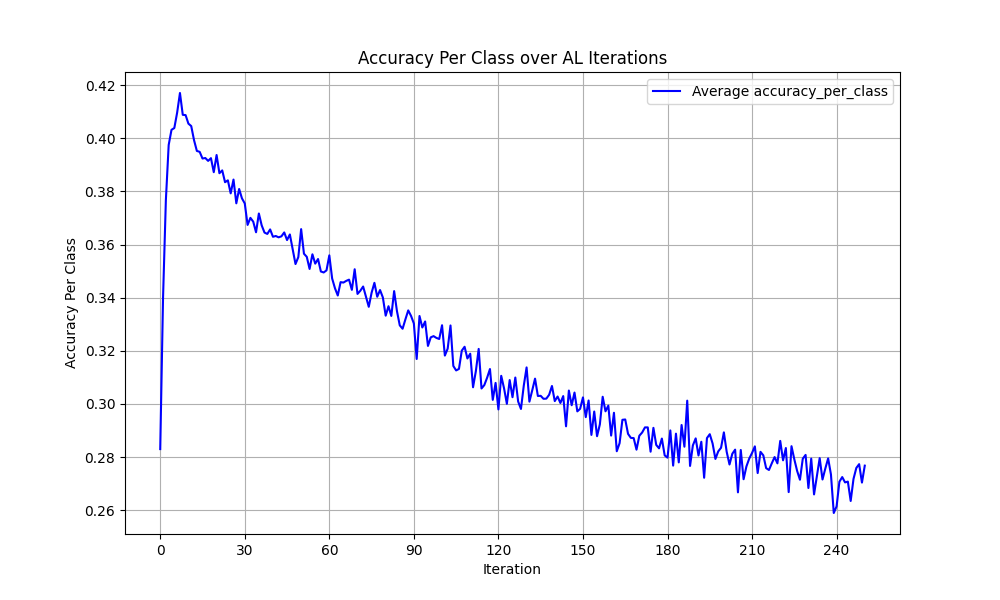 Accuracy Per Class over AL Iterations
Average accuracy_per_class
Accuracy Per Class
0.42
0.40
0.38
0.36
0.34
0.32
0.30
0.28
0.26
0 30 60 90 120 150 180 210 240
Iteration